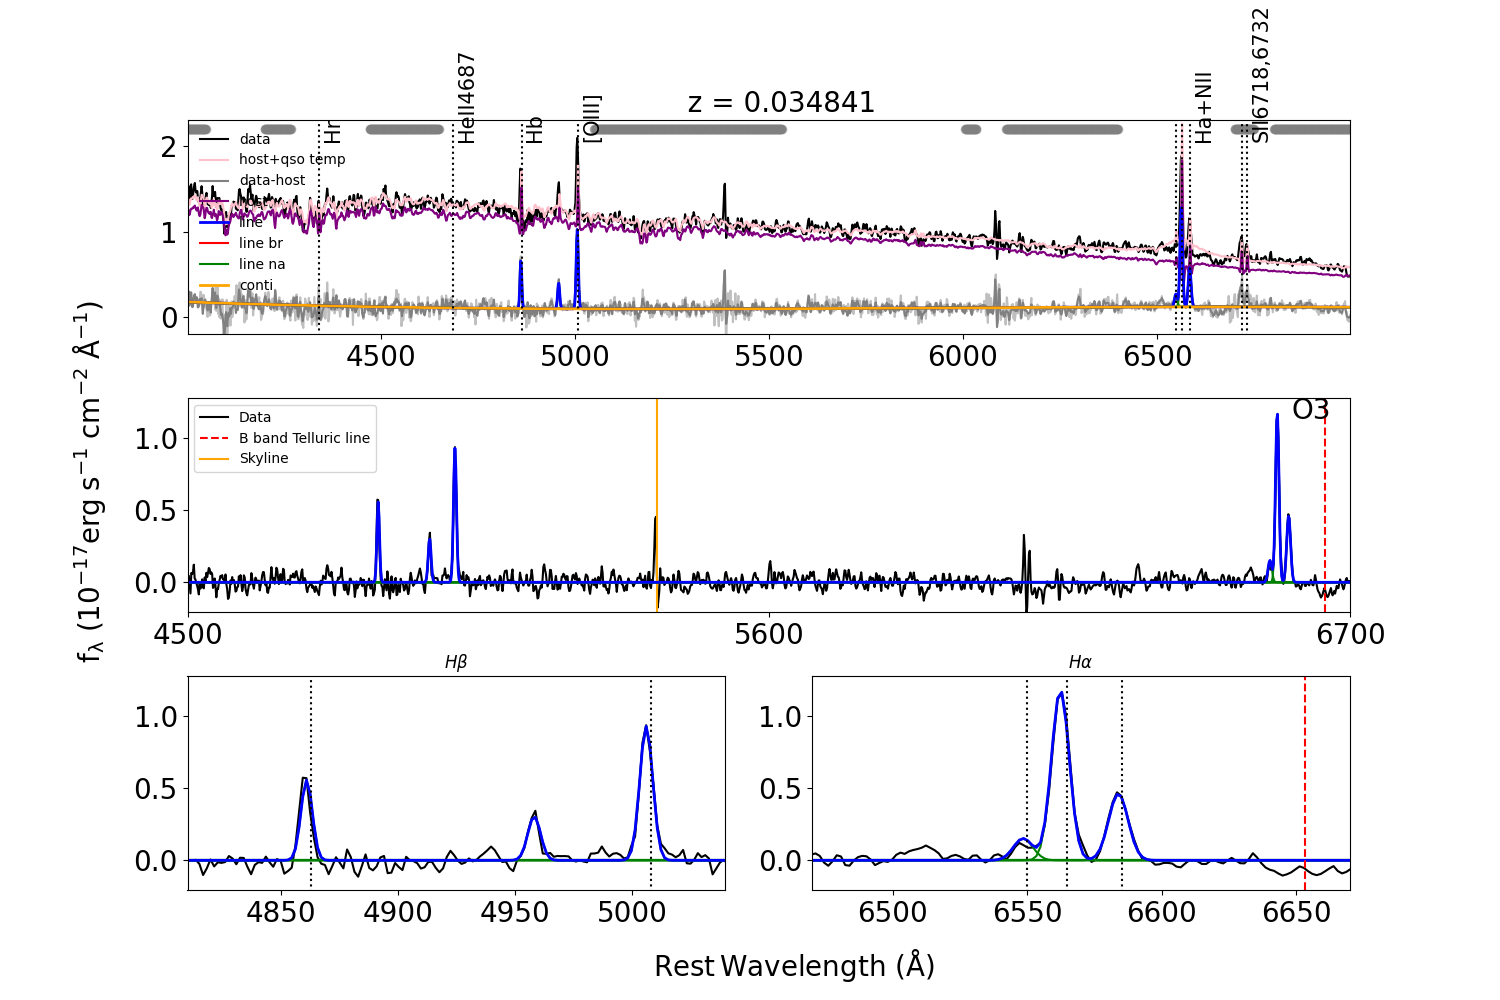 z = 0.034841
Hr
HeII4687
Hb
[OIII]
Ha+NII
SII6718,6732
data
host+qso temp
data-host
line
line br
line na
conti
2
1
0
4500 5000 5500 6000 6500
f_λ (10⁻¹⁷erg s⁻¹ cm⁻² Å⁻¹)
O3
Data
B band Telluric line
Skyline
1.0
0.5
0.0
4500 5600 6700
Hβ
1.0
0.5
0.0
4850 4900 4950 5000
Hα
1.0
0.5
0.0
6500 6550 6600 6650
Rest Wavelength (Å)